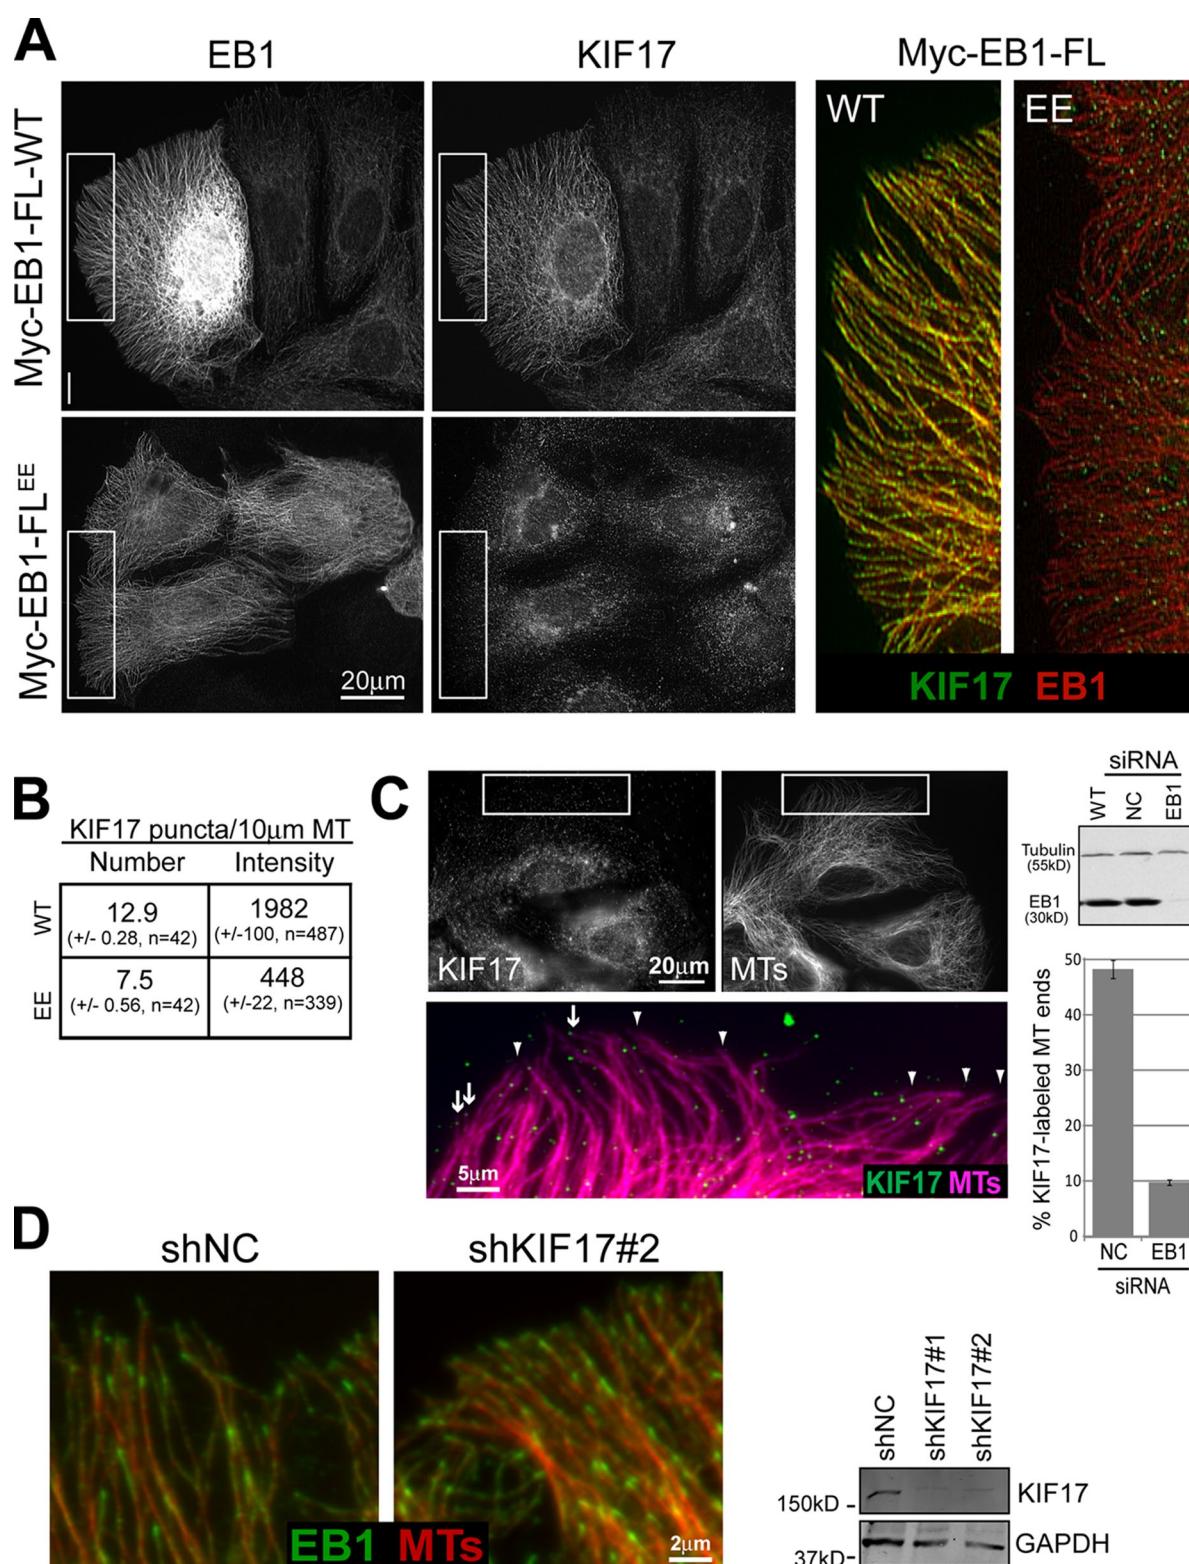 A
EB1
KIF17
Myc-EB1-FL
Myc-EB1-FL-WT
WT
EE
Myc-EB1-FL^EE
20μm
KIF17 EB1
B
KIF17 puncta/10μm MT
Number Intensity
WT
12.9
(+/- 0.28, n=42)
1982
(+/-100, n=487)
EE
7.5
(+/- 0.56, n=42)
448
(+/-22, n=339)
C
KIF17
20μm
MTs
5μm
KIF17 MTs
siRNA
WT NC EB1
Tubulin
(55kD)
EB1
(30kD)
% KIF17-labeled MT ends
50
40
30
20
10
0
NC EB1
siRNA
D
shNC
shKIF17#2
EB1 MTs
2μm
shNC
shKIF17#1
shKIF17#2
150kD -
KIF17
37kD -
GAPDH